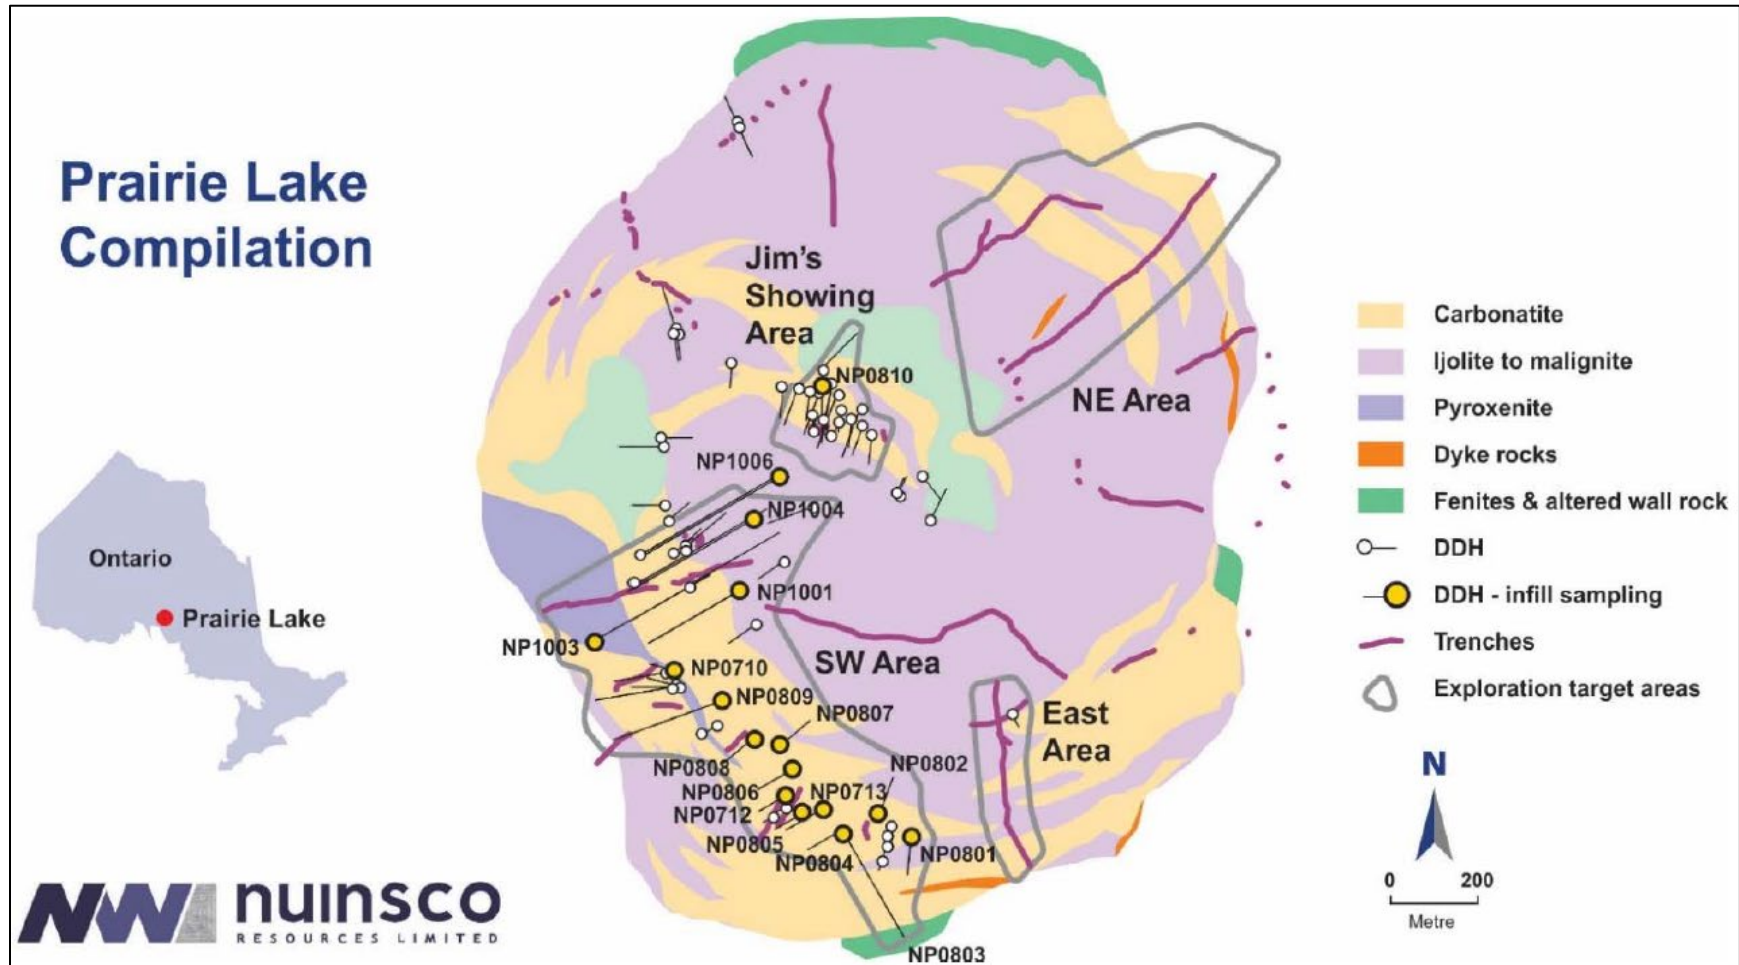 Prairie Lake
Compilation
Jim's
Showing
Area
NP0810
NE Area
NP1006
NP1004
NP1001
NP1003
NP0710
NP0809
NP0807
SW Area
East
Area
NP0808
NP0802
NP0806
NP0713
NP0712
NP0805
NP0804
NP0801
NP0803
Ontario
Prairie Lake
Carbonatite
Ijolite to malignite
Pyroxenite
Dyke rocks
Fenites & altered wall rock
DDH
DDH - infill sampling
Trenches
Exploration target areas
N
0 200
Metre
NW nuinsco
RESOURCES LIMITED